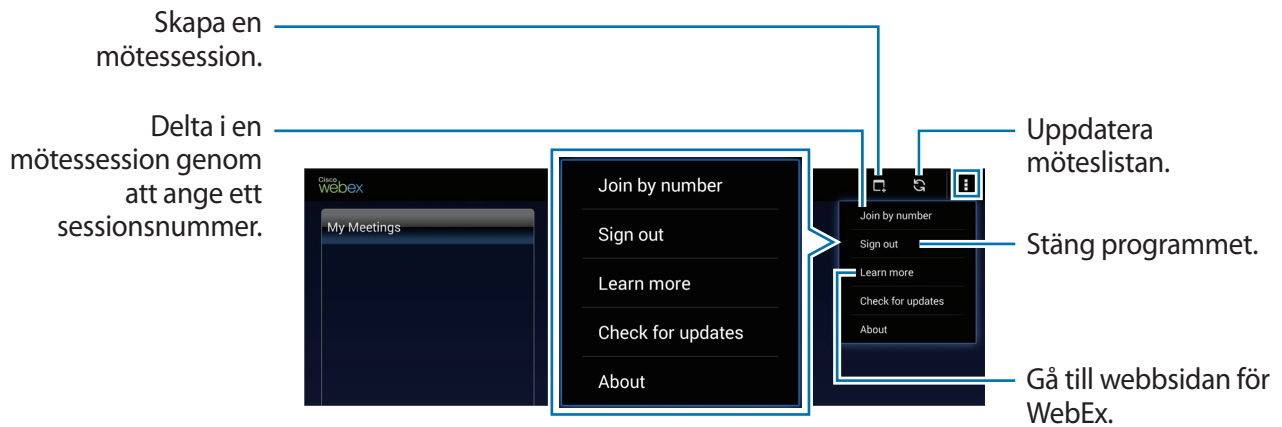 Skapa en
mötessession.
Delta i en
mötessession genom
att ange ett
sessionsnummer.
Cisco
webex
My Meetings
Join by number
Sign out
Learn more
Check for updates
About
Join by number
Sign out
Learn more
Check for updates
About
Uppdatera
möteslistan.
Stäng programmet.
Gå till webbsidan för
WebEx.